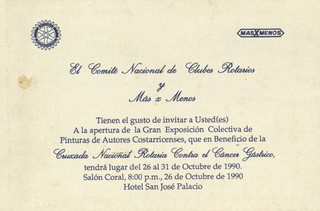 MASXMENOS
El Comité Nacional de Clubes Rotarios
y
Más x Menos
Tienen el gusto de invitar a Usted(es)
A la apertura de la Gran Exposición Colectiva de
Pinturas de Autores Costarricenses, que en Beneficio de la
Cruzada Nacional Rotaria Contra el Cáncer Gástrico,
tendrá lugar del 26 al 31 de Octubre de 1990.
Salón Coral, 8:00 p.m., 26 de Octubre de 1990
Hotel San José Palacio